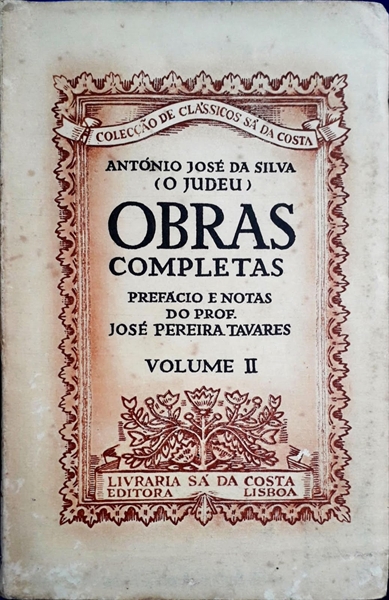 COLECÇÃO DE CLÁSSICOS SÁ DA COSTA
ANTÓNIO JOSÉ DA SILVA
(O JUDEU)
OBRAS
COMPLETAS
PREFÁCIO E NOTAS
DO PROF.
JOSÉ PEREIRA TAVARES
VOLUME II
LIVRARIA SÁ DA COSTA
EDITORA LISBOA